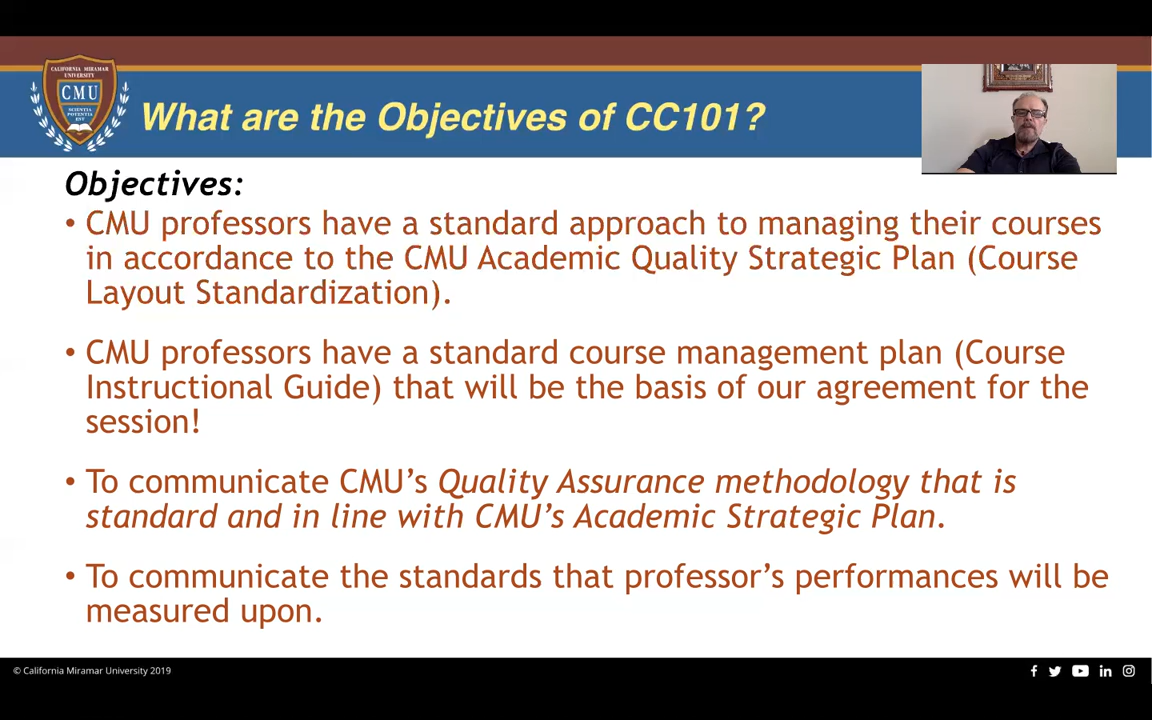 CALIFORNIA MIRAMAR
UNIVERSITY
CMU
SCIENTIA
POTENTIA
EST
What are the Objectives of CC101?
Objectives:
• CMU professors have a standard approach to managing their courses
in accordance to the CMU Academic Quality Strategic Plan (Course
Layout Standardization).
• CMU professors have a standard course management plan (Course
Instructional Guide) that will be the basis of our agreement for the
session!
• To communicate CMU’s Quality Assurance methodology that is
standard and in line with CMU’s Academic Strategic Plan.
• To communicate the standards that professor’s performances will be
measured upon.
© California Miramar University 2019